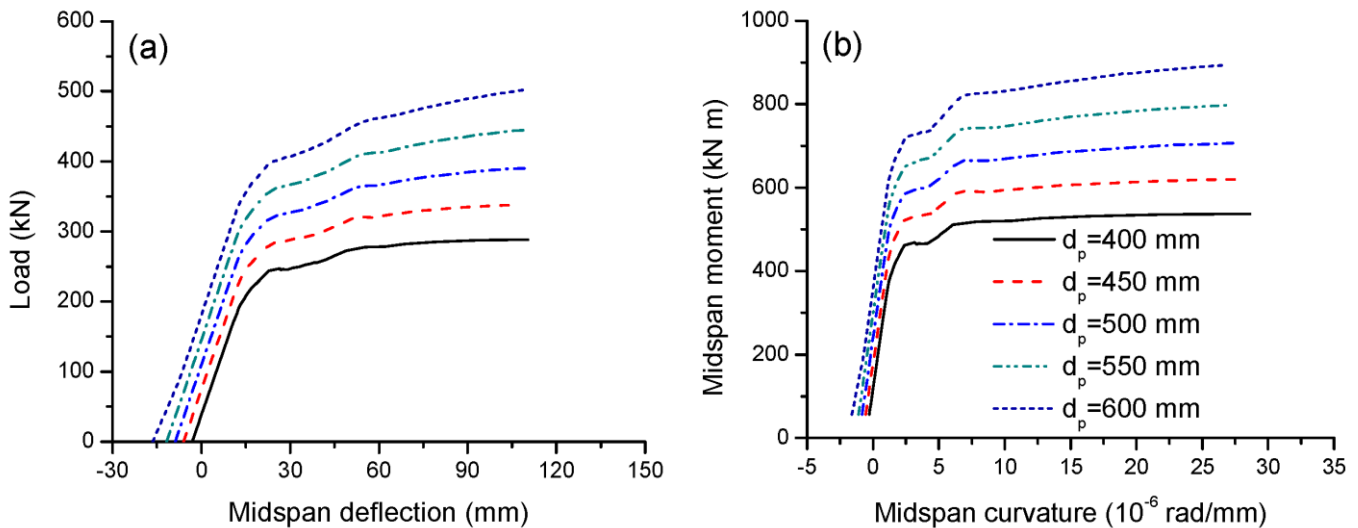 (a)
Load (kN)
600
500
400
300
200
100
0
-30 0 30 60 90 120 150
Midspan deflection (mm)
(b)
Midspan moment (kN m)
1000
800
600
400
200
0
-5 0 5 10 15 20 25 30 35
Midspan curvature (10-6 rad/mm)
dp=400 mm
dp=450 mm
dp=500 mm
dp=550 mm
dp=600 mm